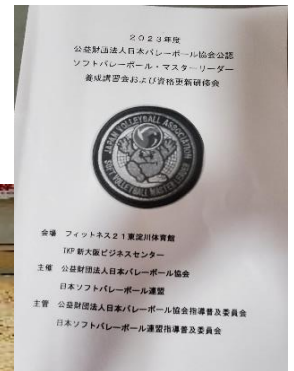 2023年度
公益財団法人日本バレーボール協会公認
ソフトバレーボール・マスターリーダー
養成講習会および資格更新研修会
JAPAN VOLLEYBALL ASSOCIATION
SOFT VOLLEYBALL MASTER LEADER
会場 フィットネス21東淀川体育館
TKP新大阪ビジネスセンター
主催 公益財団法人日本バレーボール協会
日本ソフトバレーボール連盟
主管 公益財団法人日本バレーボール協会指導普及委員会
日本ソフトバレーボール連盟指導普及委員会